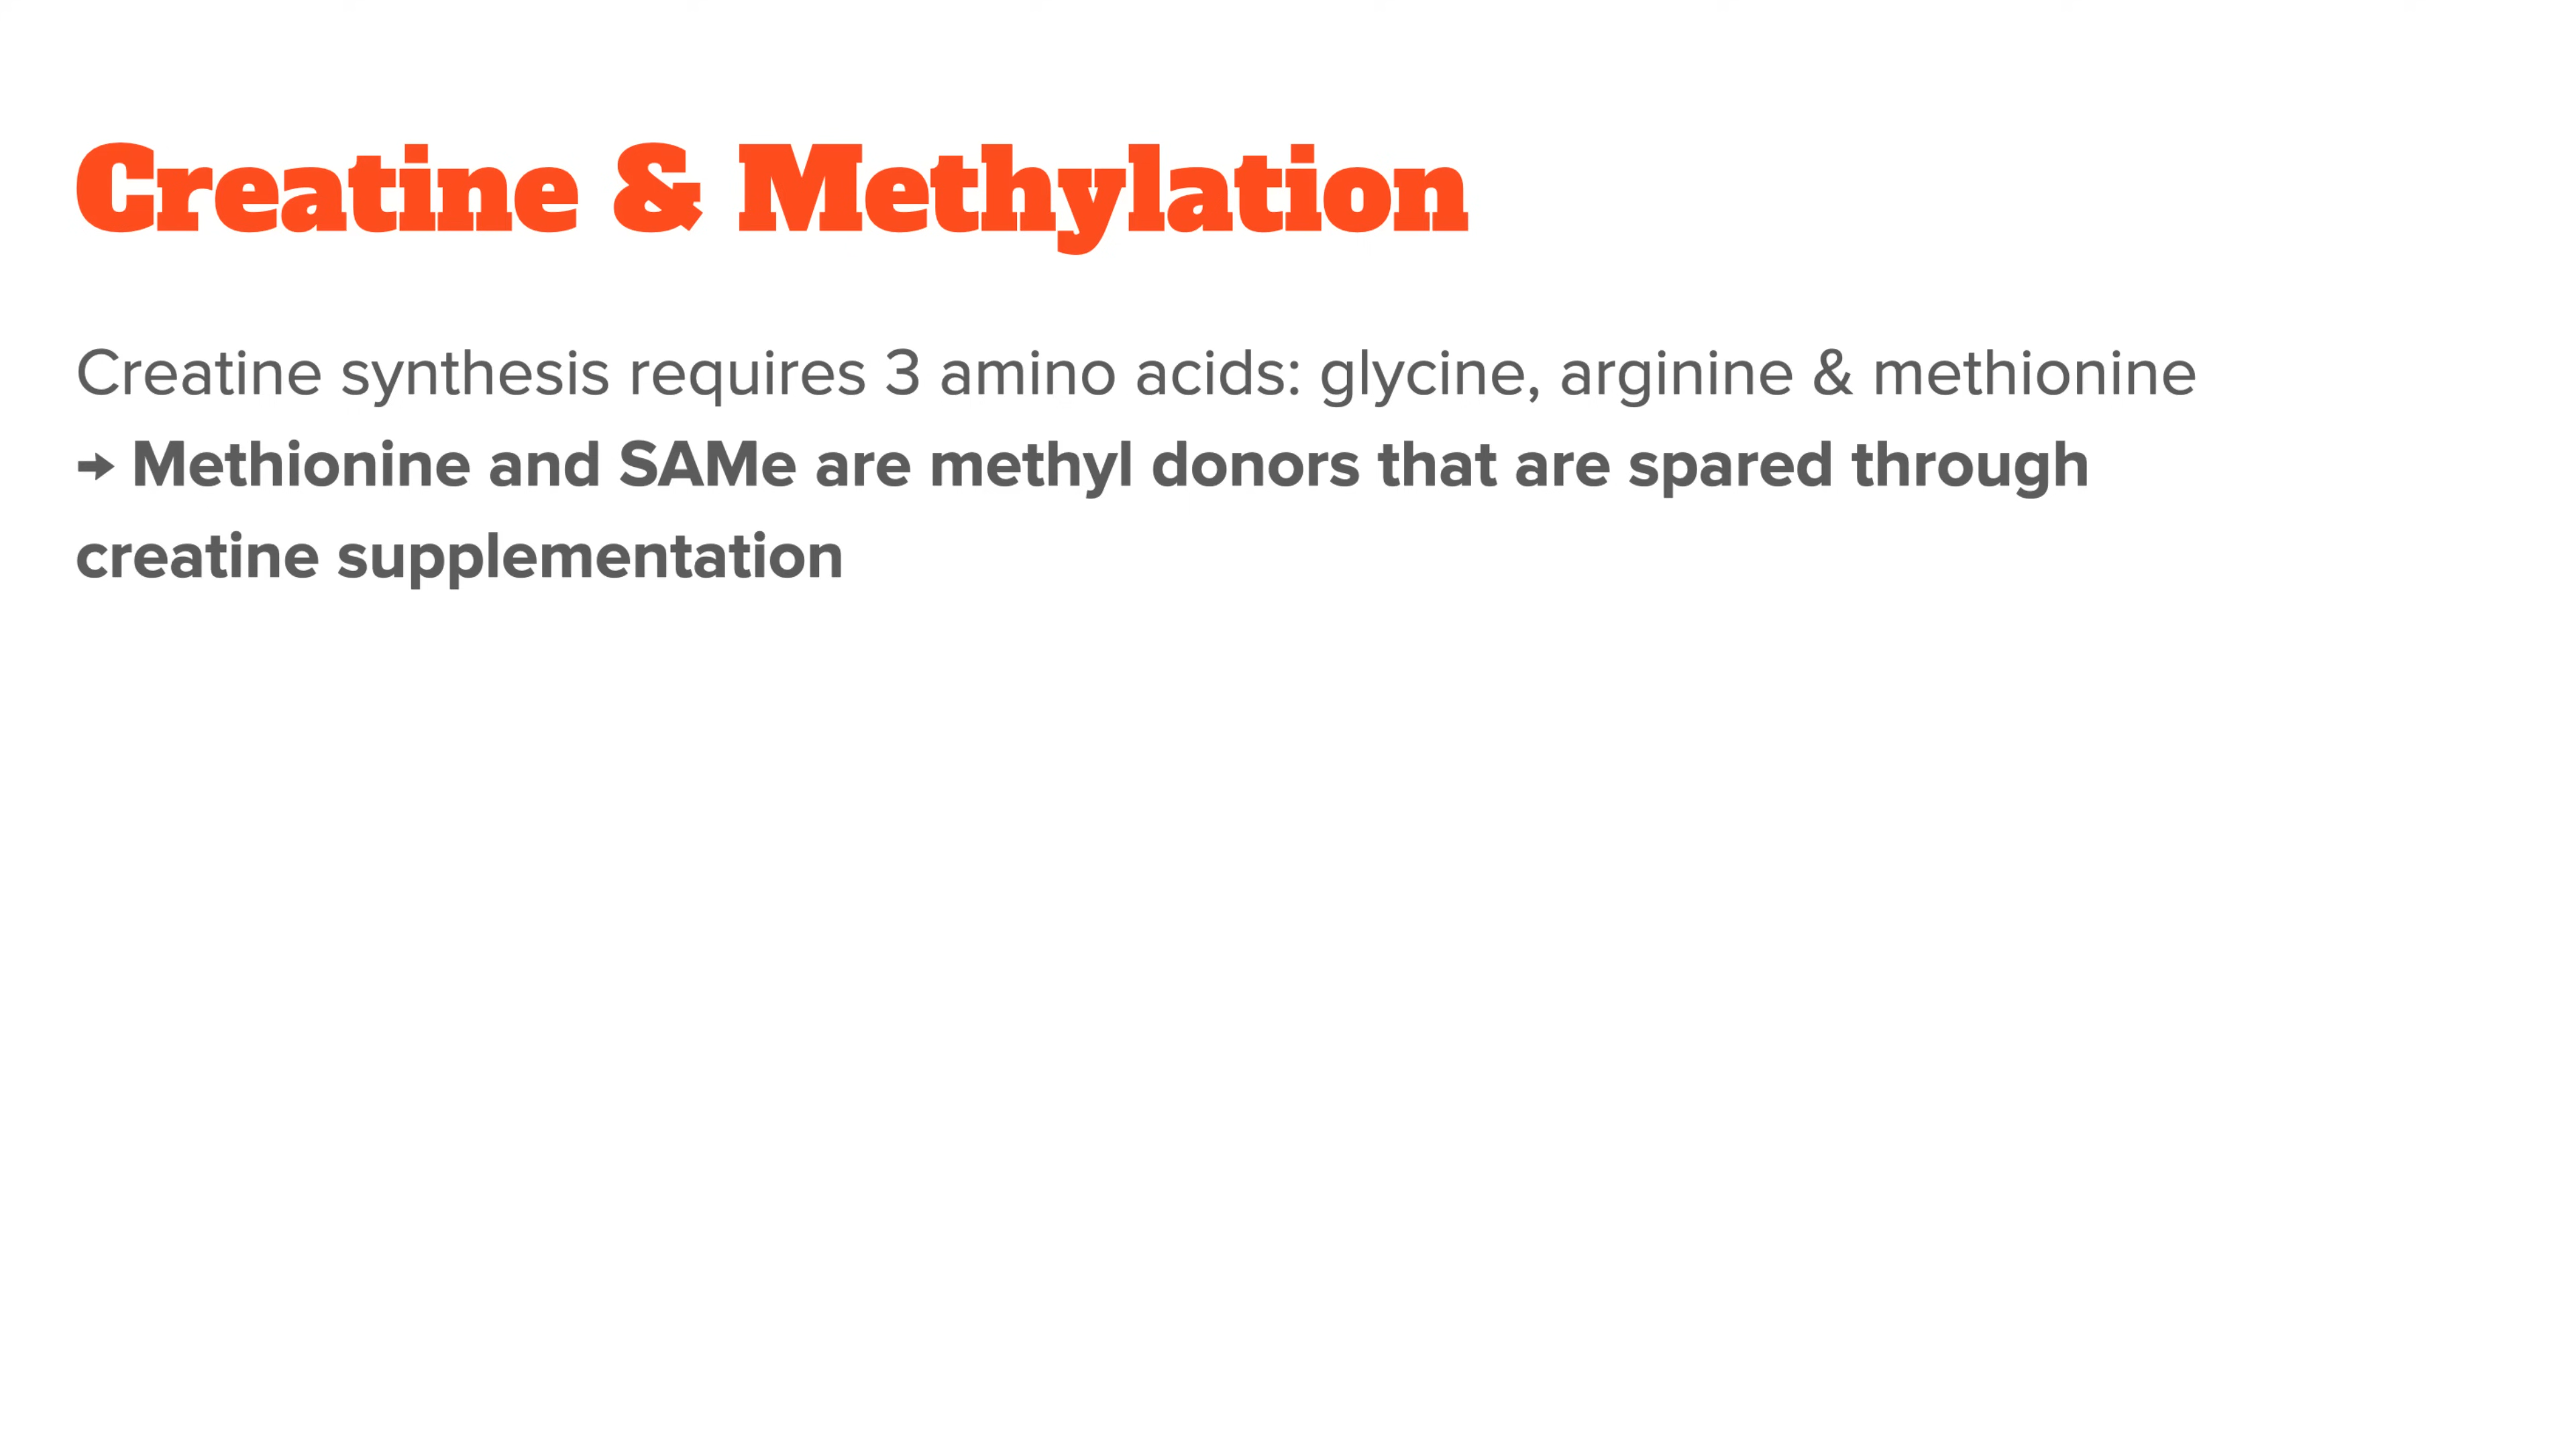 Creatine & Methylation
Creatine synthesis requires 3 amino acids: glycine, arginine & methionine
→ Methionine and SAMe are methyl donors that are spared through
creatine supplementation